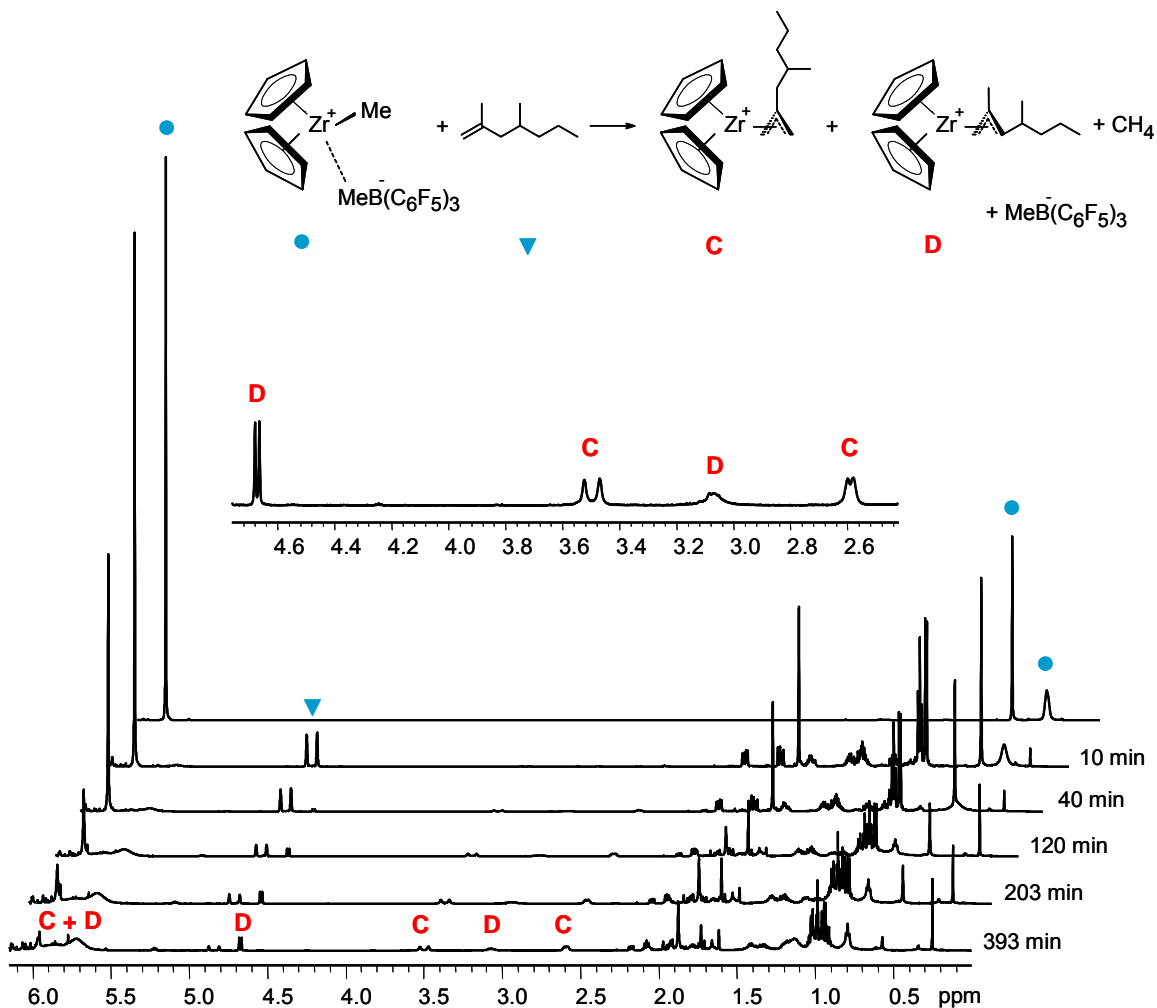 Zr+ Me
MeB-(C6F5)3
+
Zr+
+
Zr+
+ CH4
+ MeB-(C6F5)3
C
D
D
C
D
C
4.6 4.4 4.2 4.0 3.8 3.6 3.4 3.2 3.0 2.8 2.6
10 min
40 min
120 min
203 min
C + D D C D C
393 min
6.0 5.5 5.0 4.5 4.0 3.5 3.0 2.5 2.0 1.5 1.0 0.5 ppm